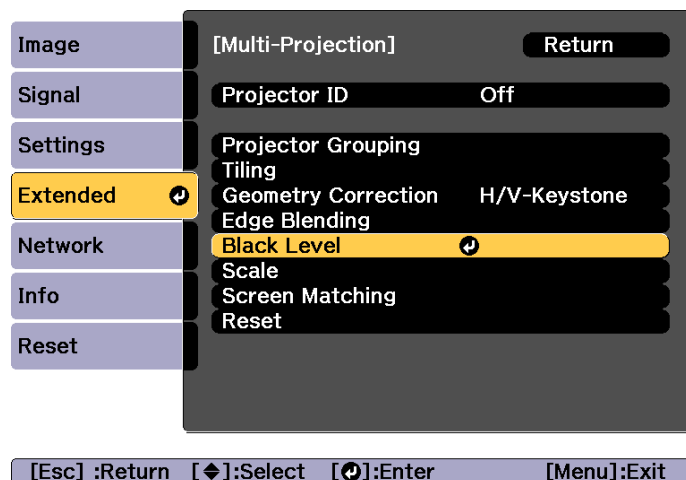 Image
Signal
Settings
Extended
Network
Info
Reset
[Multi-Projection] Return
Projector ID Off
Projector Grouping
Tiling
Geometry Correction H/V-Keystone
Edge Blending
Black Level
Scale
Screen Matching
Reset
[Esc] :Return [◆]:Select [↵]:Enter [Menu]:Exit